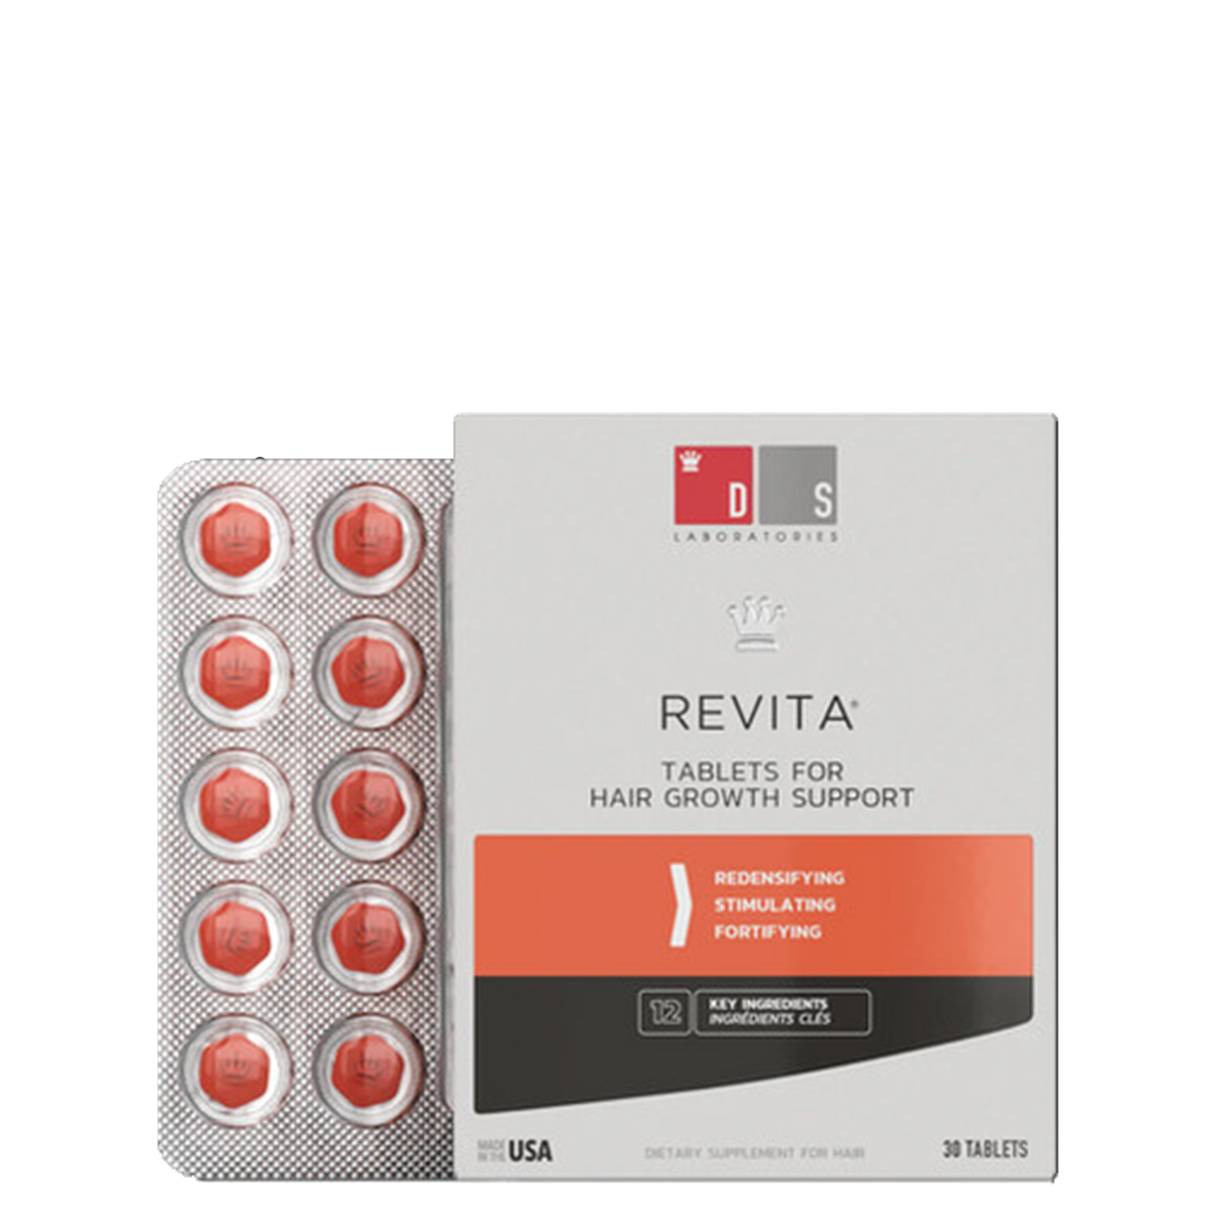 D S
LABORATORIES
REVITA®
TABLETS FOR
HAIR GROWTH SUPPORT
REDENSIFYING
STIMULATING
FORTIFYING
12
KEY INGREDIENTS
INGRÉDIENTS CLÉS
MADE
IN THE USA
DIETARY SUPPLEMENT FOR HAIR
30 TABLETS